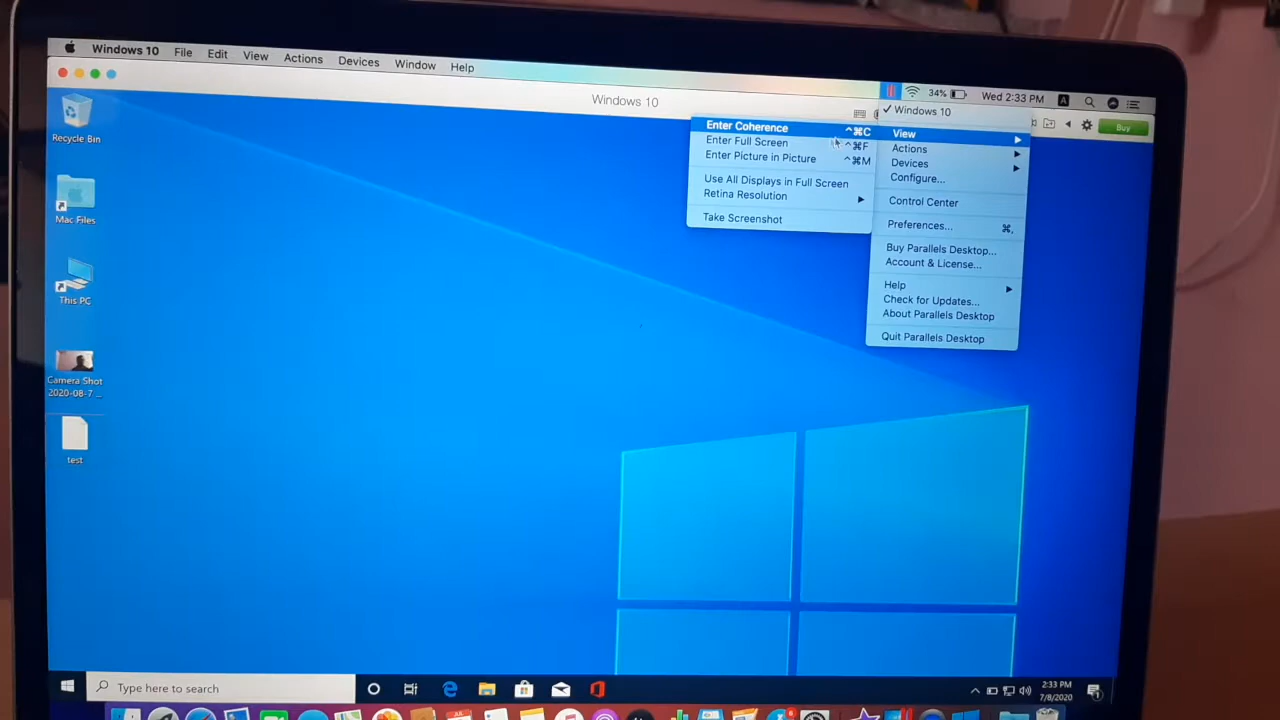 Windows 10 File Edit View Actions Devices Window Help 34% Wed 2:33 PM A
Windows 10
Buy
✓ Windows 10
View
Actions
Devices
Configure...
Control Center
Preferences... ⌘,
Buy Parallels Desktop...
Account & License...
Help
Check for Updates...
About Parallels Desktop
Quit Parallels Desktop
Enter Coherence ^⌘C
Enter Full Screen ^⌘F
Enter Picture in Picture ^⌘M
Use All Displays in Full Screen
Retina Resolution
Take Screenshot
Recycle Bin
Mac Files
This PC
Camera Shot
2020-08-7 ...
test
Type here to search
2:33 PM
7/8/2020